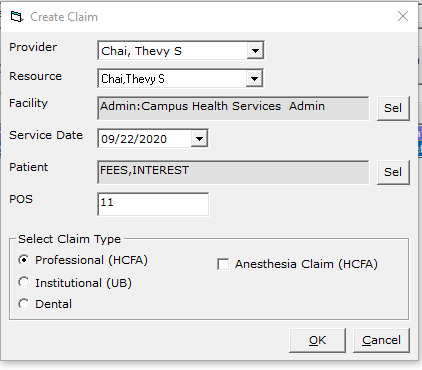 Create Claim
Provider Chai, Thevy S
Resource Chai,Thevy S
Facility Admin:Campus Health Services Admin Sel
Service Date 09/22/2020
Patient FEES,INTEREST Sel
POS 11
Select Claim Type
Professional (HCFA) Anesthesia Claim (HCFA)
Institutional (UB)
Dental
OK Cancel